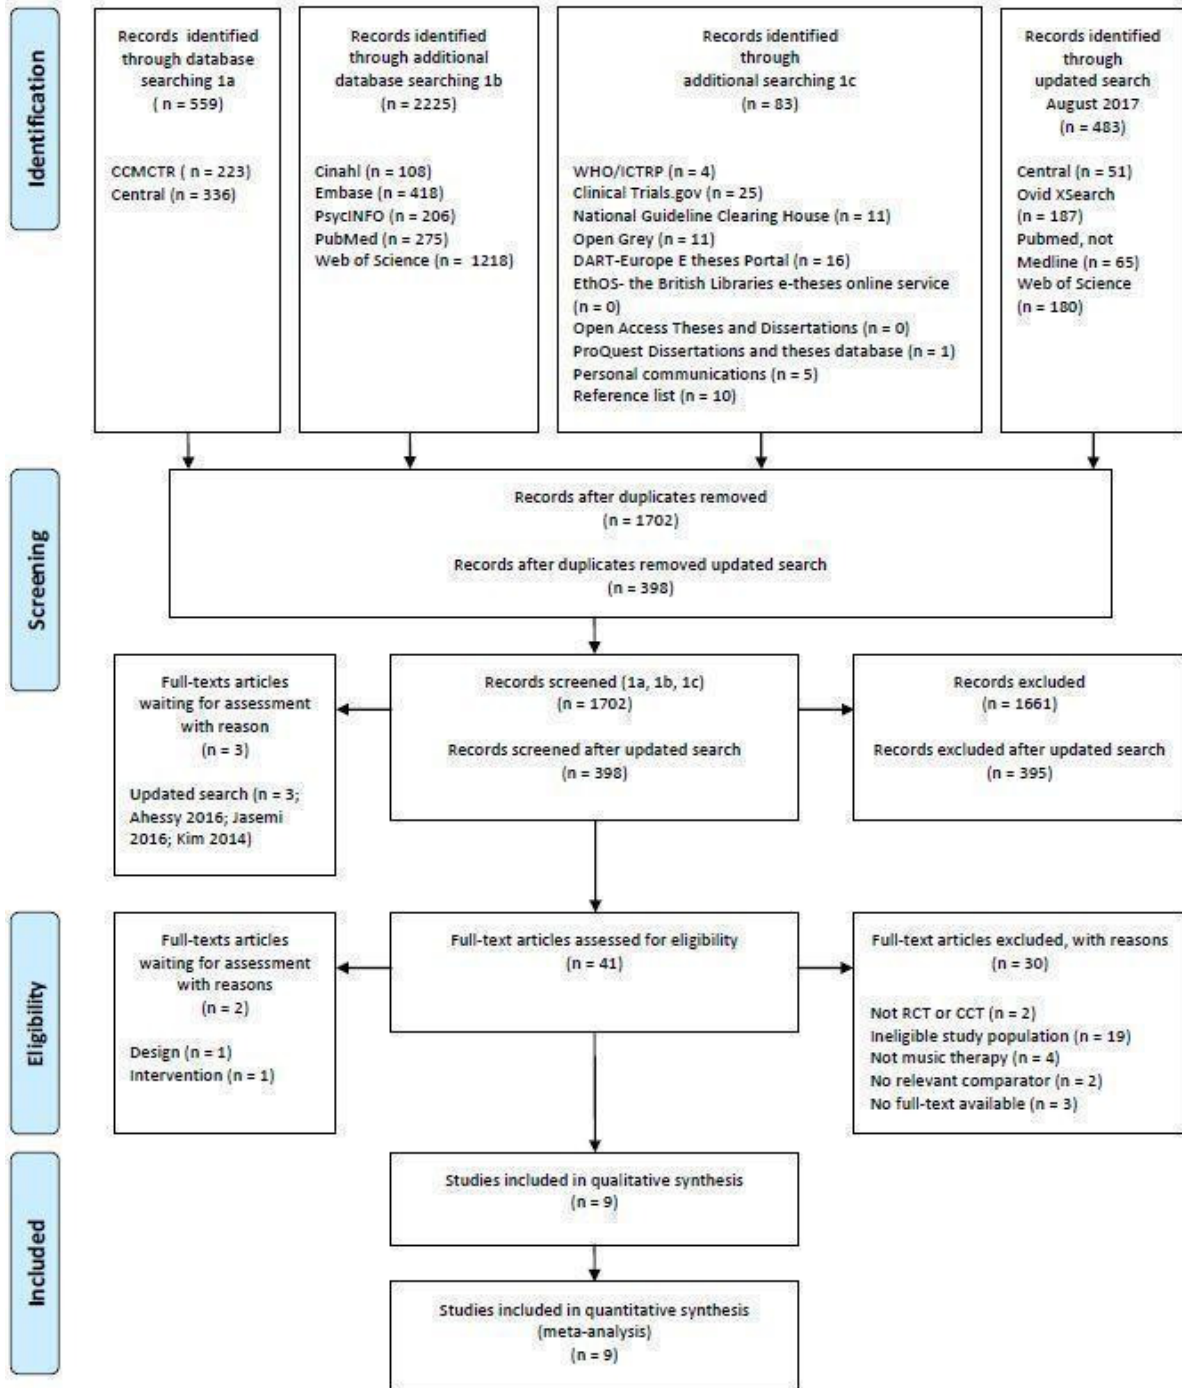 Identification
Records identified
through database
searching 1a
( n = 559)
CCMCTR ( n = 223)
Central (n = 336)
Records identified
through additional
database searching 1b
(n = 2225)
Cinahl (n = 108)
Embase (n = 418)
PsycINFO (n = 206)
PubMed (n = 275)
Web of Science (n =  1218)
Records identified
through
additional searching 1c
(n = 83)
WHO/ICTRP (n = 4)
Clinical Trials.gov (n = 25)
National Guideline Clearing House (n = 11)
Open Grey (n = 11)
DART-Europe E theses Portal (n = 16)
EthOS- the British Libraries e-theses online service
(n = 0)
Open Access Theses and Dissertations (n = 0)
ProQuest Dissertations and theses database (n = 1)
Personal communications (n = 5)
Reference list (n = 10)
Records identified
through
updated search
August 2017
(n = 483)
Central (n = 51)
Ovid XSearch
(n = 187)
Pubmed, not
Medline (n = 65)
Web of Science
(n = 180)
Screening
Records after duplicates removed
(n = 1702)
Records after duplicates removed updated search
(n = 398)
Full-texts articles
waiting for assessment
with reason
(n = 3)
Updated search (n = 3;
Ahessy 2016; Jasemi
2016; Kim 2014)
Records screened (1a, 1b, 1c)
(n = 1702)
Records screened after updated search
(n = 398)
Records excluded
(n = 1661)
Records excluded after updated search
(n = 395)
Eligibility
Full-texts articles
waiting for assessment
with reasons
(n = 2)
Design (n = 1)
Intervention (n = 1)
Full-text articles assessed for eligibility
(n = 41)
Full-text articles excluded, with reasons
(n = 30)
Not RCT or CCT (n = 2)
Ineligible study population (n = 19)
Not music therapy (n = 4)
No relevant comparator (n = 2)
No full-text available (n = 3)
Included
Studies included in qualitative synthesis
(n = 9)
Studies included in quantitative synthesis
(meta-analysis)
(n = 9)